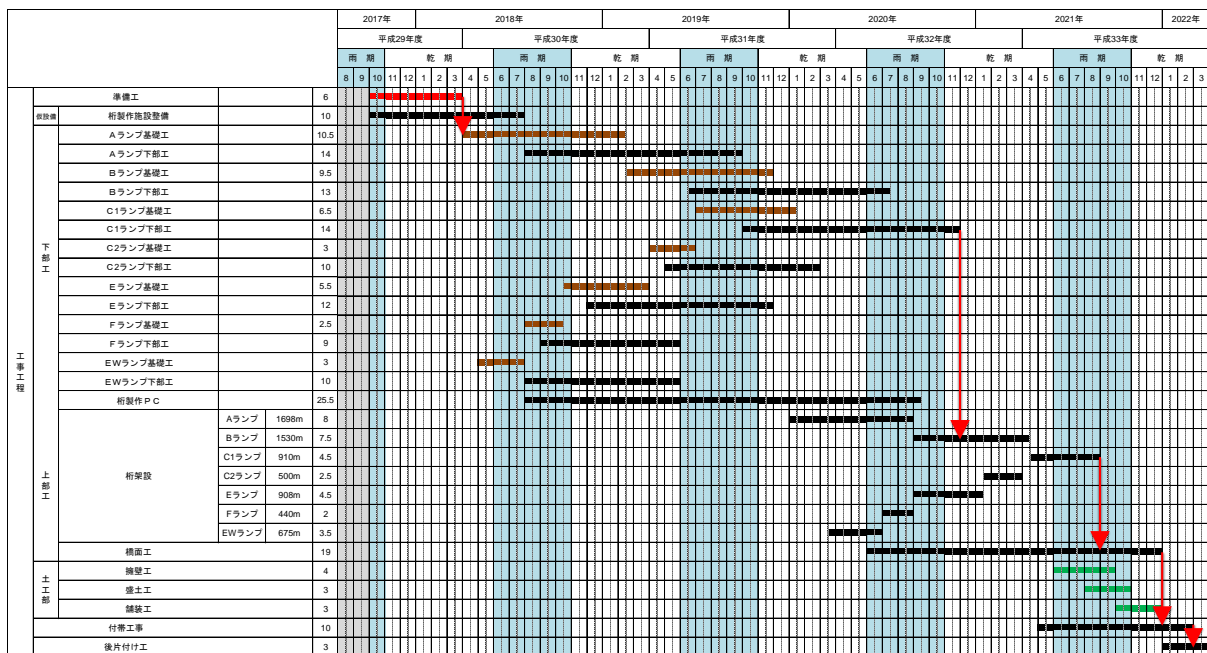 2017年 2018年 2019年 2020年 2021年 2022年
平成29年度 平成30年度 平成31年度 平成32年度 平成33年度
雨 期 乾 期 雨 期 乾 期 雨 期 乾 期 雨 期 乾 期 雨 期 乾 期
8 9 10 11 12 1 2 3 4 5 6 7 8 9 10 11 12 1 2 3 4 5 6 7 8 9 10 11 12 1 2 3 4 5 6 7 8 9 10 11 12 1 2 3 4 5 6 7 8 9 10 11 12 1 2 3
工事工程
準備工 6
仮設備 桁製作施設整備 10
下部工
Aランプ基礎工 10.5
Aランプ下部工 14
Bランプ基礎工 9.5
Bランプ下部工 13
C1ランプ基礎工 6.5
C1ランプ下部工 14
C2ランプ基礎工 3
C2ランプ下部工 10
Eランプ基礎工 5.5
Eランプ下部工 12
Fランプ基礎工 2.5
Fランプ下部工 9
EWランプ基礎工 3
EWランプ下部工 10
上部工
桁製作PC 25.5
桁架設
Aランプ 1698m 8
Bランプ 1530m 7.5
C1ランプ 910m 4.5
C2ランプ 500m 2.5
Eランプ 908m 4.5
Fランプ 440m 2
EWランプ 675m 3.5
橋面工 19
土工部
擁壁工 4
盛土工 3
舗装工 3
付帯工事 10
後片付け工 3